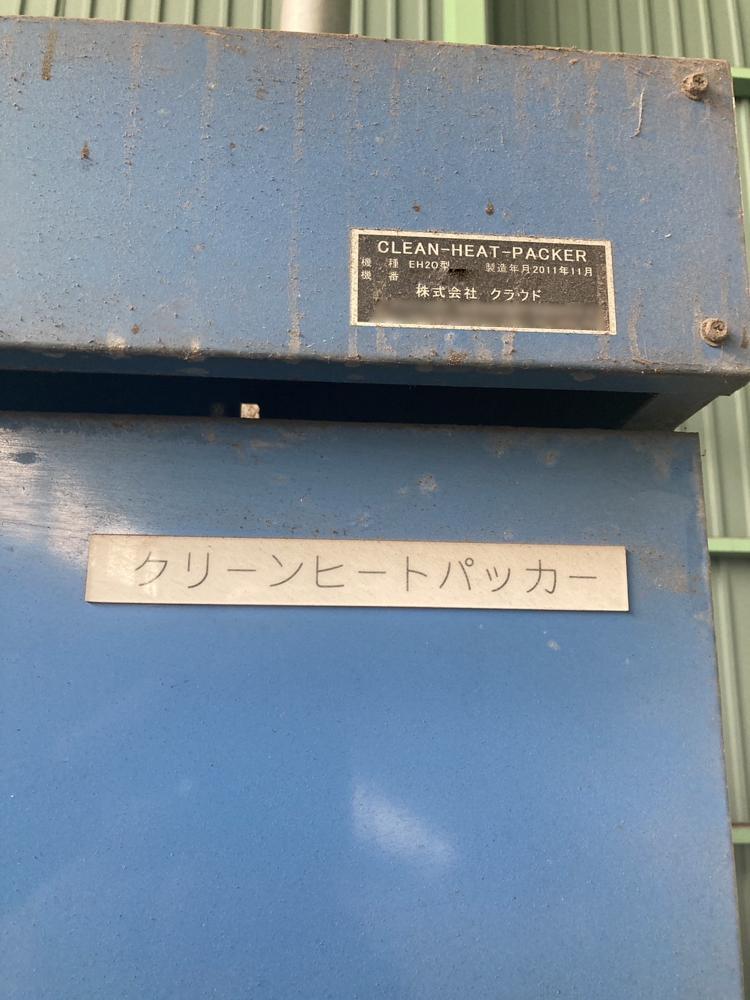 CLEAN-HEAT-PACKER
機 種 EH20型 製造年月2011年11月
機 番
株式会社 クラウド
クリーンヒートパッカー